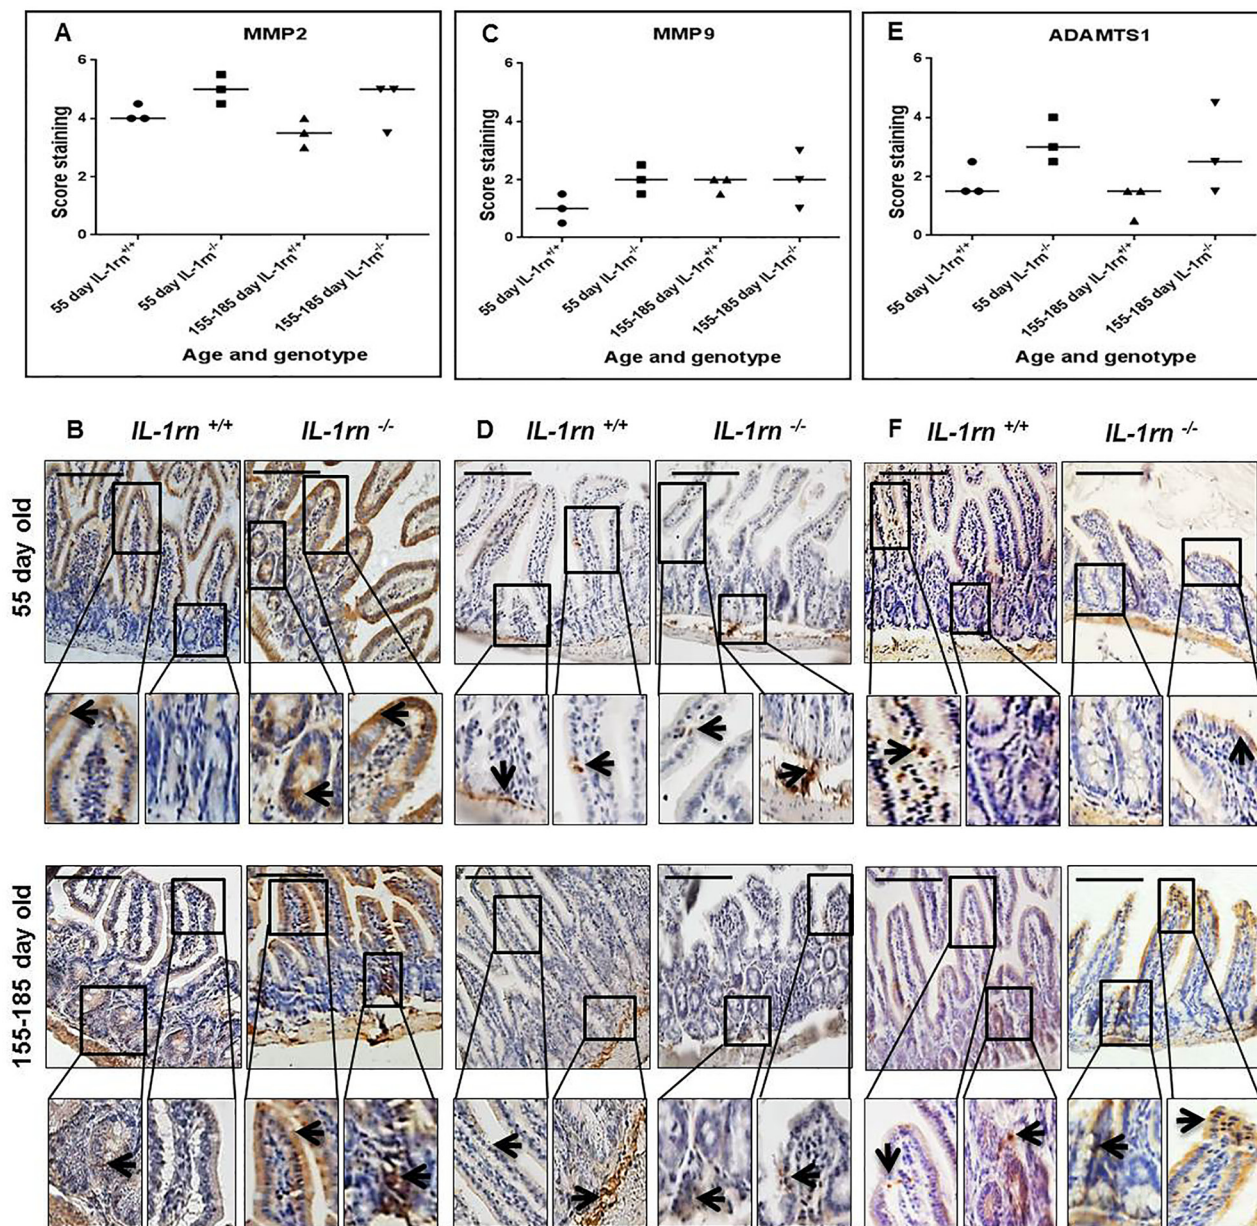 A
MMP2
Score staining
6
4
2
0
55 day IL-1rn+/+
55 day IL-1rn-/-
155-185 day IL-1rn+/+
155-185 day IL-1rn-/-
Age and genotype
C
MMP9
Score staining
6
4
2
0
55 day IL-1rn+/+
55 day IL-1rn-/-
155-185 day IL-1rn+/+
155-185 day IL-1rn-/-
Age and genotype
E
ADAMTS1
Score staining
6
4
2
0
55 day IL-1rn+/+
55 day IL-1rn-/-
155-185 day IL-1rn+/+
155-185 day IL-1rn-/-
Age and genotype
B IL-1rn +/+ IL-1rn -/- D IL-1rn +/+ IL-1rn -/- F IL-1rn +/+ IL-1rn -/-
55 day old
155-185 day old